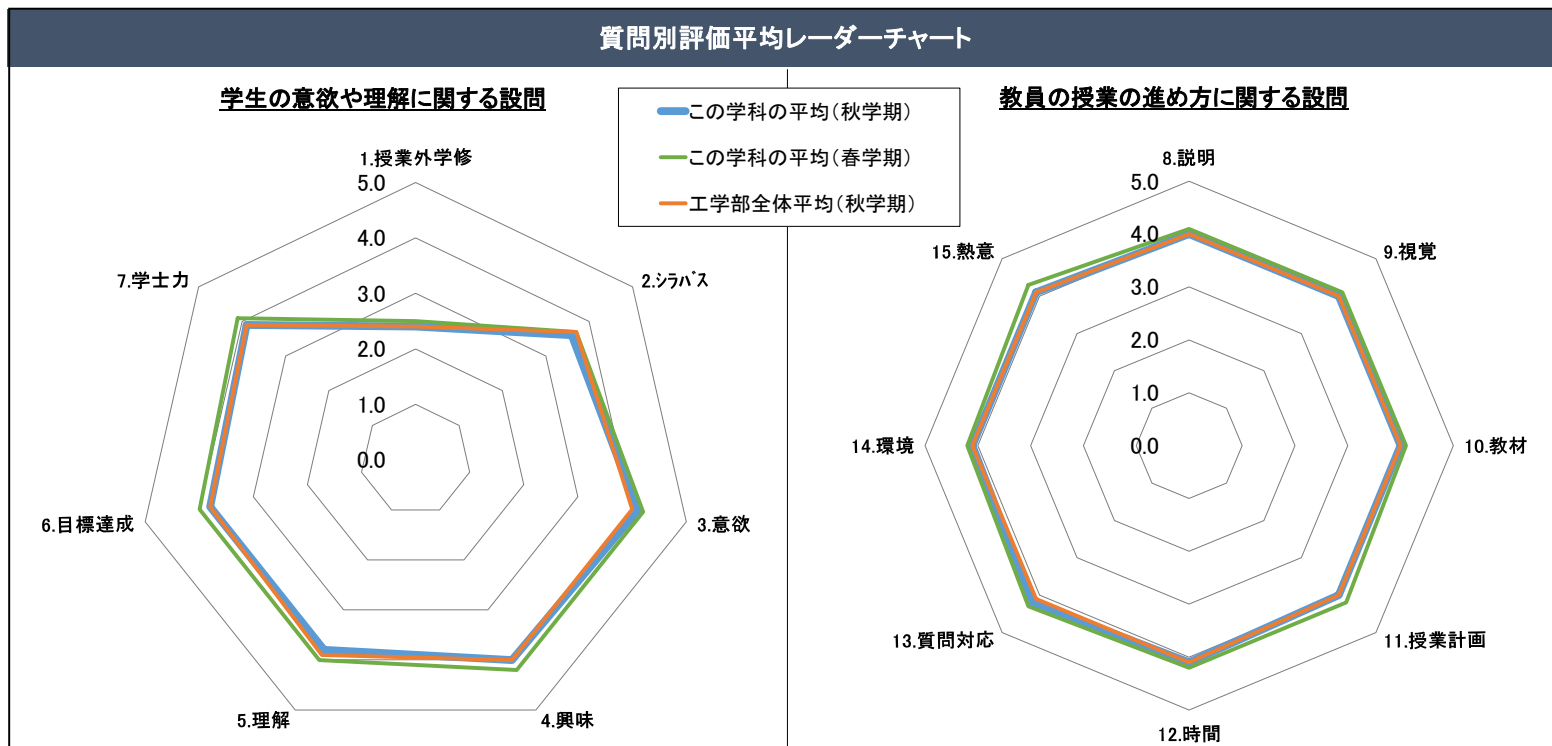 質問別評価平均レーダーチャート
学生の意欲や理解に関する設問
この学科の平均（秋学期）
この学科の平均（春学期）
工学部全体平均（秋学期）
教員の授業の進め方に関する設問
1.授業外学修
5.0
4.0
3.0
2.0
1.0
0.0
2.ｼﾗﾊﾞｽ
3.意欲
4.興味
5.理解
6.目標達成
7.学士力
8.説明
5.0
4.0
3.0
2.0
1.0
0.0
9.視覚
10.教材
11.授業計画
12.時間
13.質問対応
14.環境
15.熱意